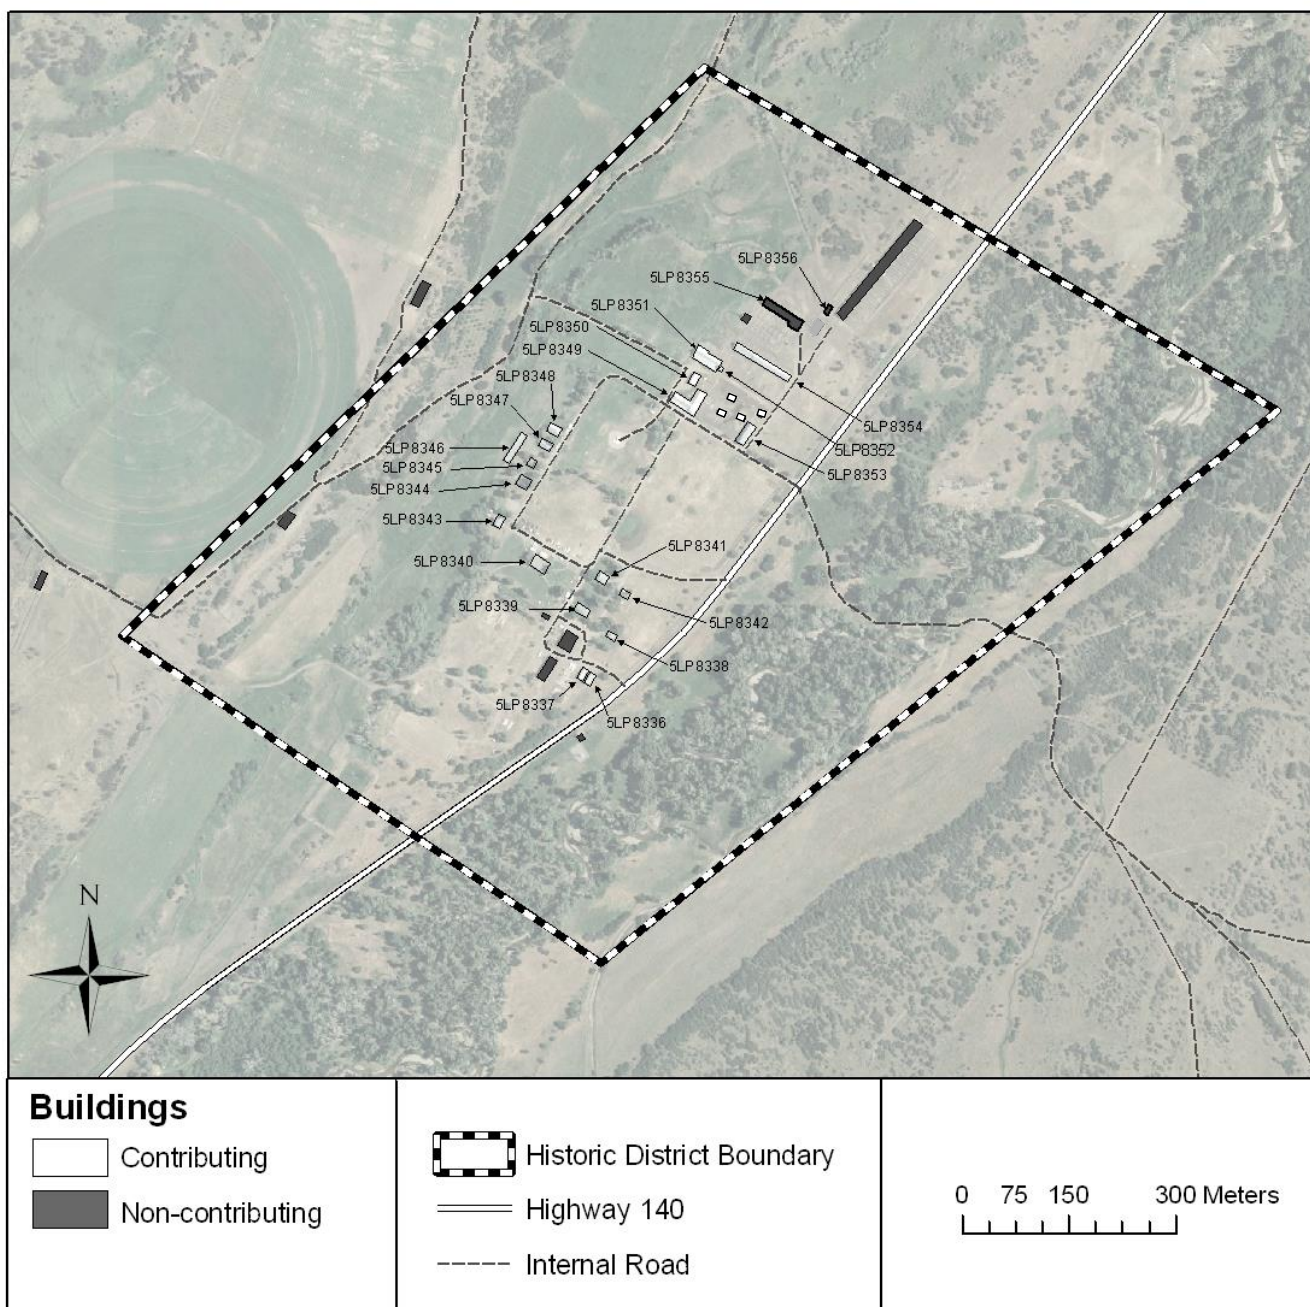 5LP8356
5LP8355
5LP8351
5LP8350
5LP8349
5LP8348
5LP8347
5LP8346
5LP8345
5LP8344
5LP8343
5LP8340
5LP8339
5LP8354
5LP8352
5LP8353
5LP8341
5LP8342
5LP8338
5LP8337
5LP8336
N
Buildings
Contributing
Non-contributing
Historic District Boundary
Highway 140
Internal Road
0 75 150 300 Meters